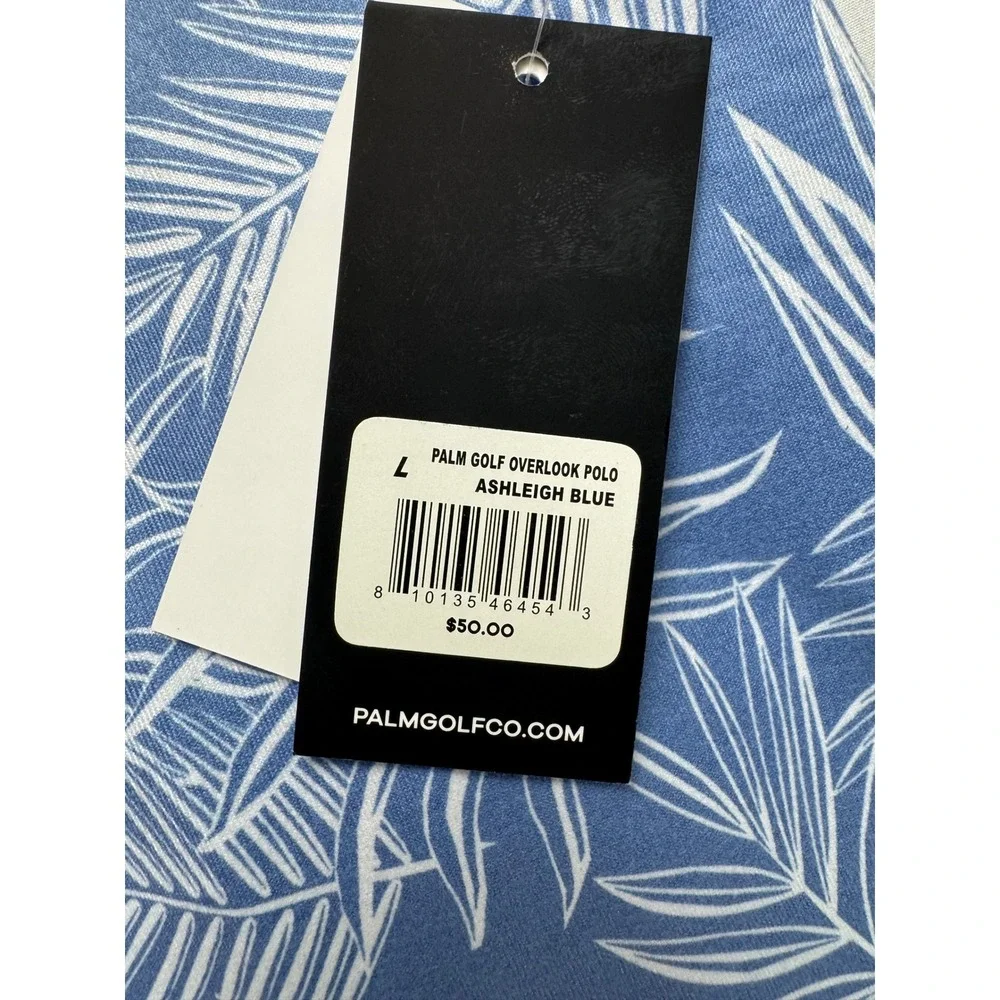 L
PALM GOLF OVERLOOK POLO
ASHLEIGH BLUE
8 10135 46454 3
$50.00
PALMGOLFCO.COM